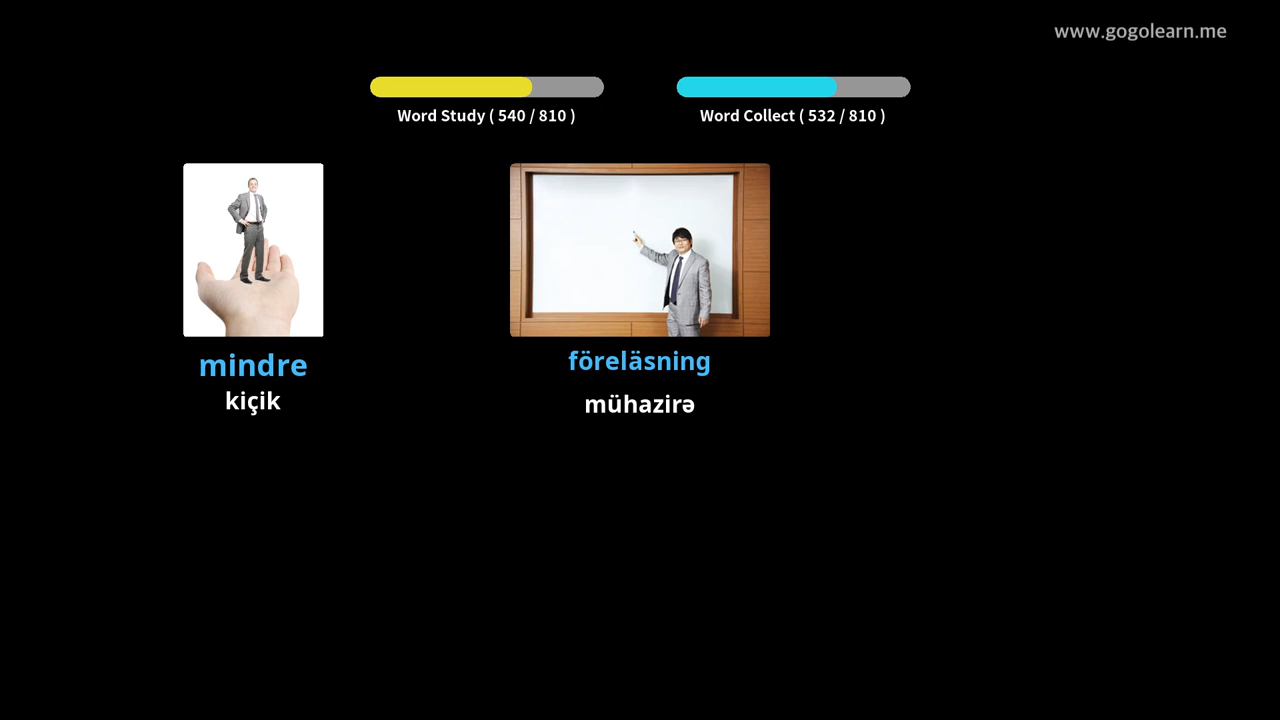 www.gogolearn.me
Word Study ( 540 / 810 )
Word Collect ( 532 / 810 )
mindre
kiçik
föreläsning
mühazirə